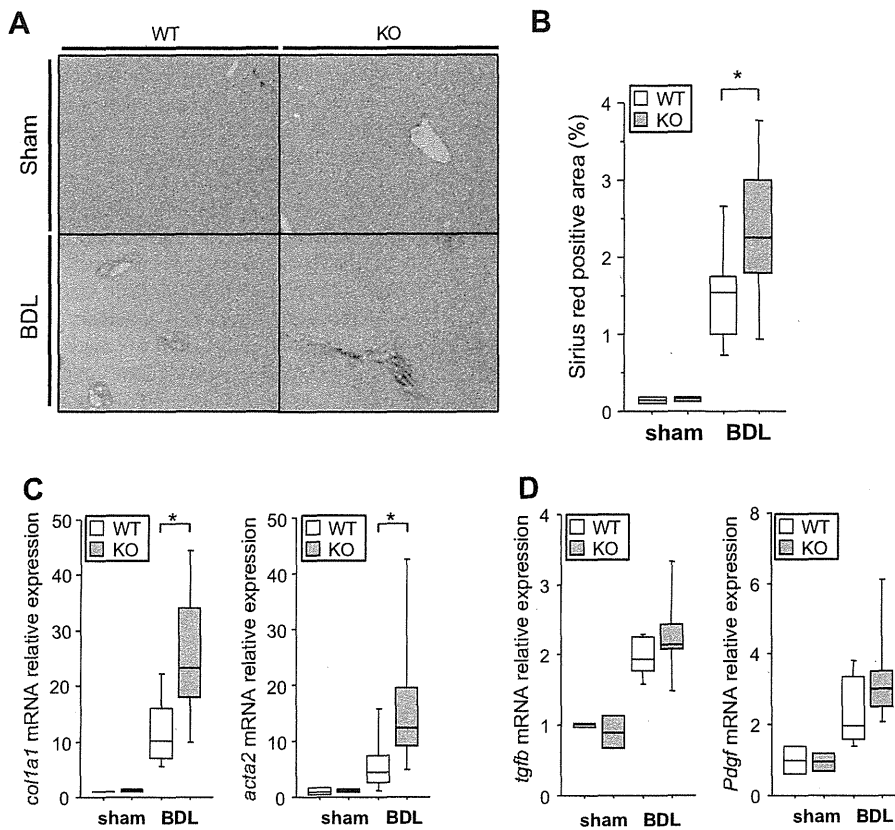 A
WT KO
Sham
BDL
B
*
WT
KO
Sirius red positive area (%)
4
3
2
1
0
sham BDL
C
*
WT
KO
col1a1 mRNA relative expression
50
40
30
20
10
0
sham BDL
*
WT
KO
acta2 mRNA relative expression
50
40
30
20
10
0
sham BDL
D
WT
KO
tgfb mRNA relative expression
4
3
2
1
0
sham BDL
WT
KO
Pdgf mRNA relative expression
8
6
4
2
0
sham BDL